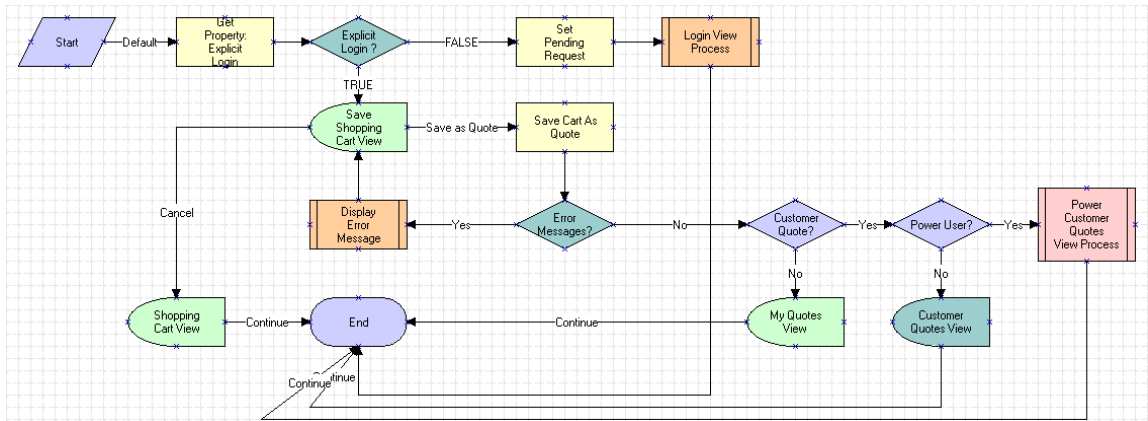 Start
Default
Get
Property:
Explicit
Login
Explicit
Login ?
FALSE
Set
Pending
Request
Login View
Process
TRUE
Save
Shopping
Cart View
Save as Quote
Save Cart As
Quote
Cancel
Display
Error
Message
Yes
Error
Messages?
No
Customer
Quote?
Yes
Power User?
Yes
Power
Customer
Quotes
View Process
No
No
Shopping
Cart View
Continue
End
Continue
My Quotes
View
Customer
Quotes View
Continue
Continue